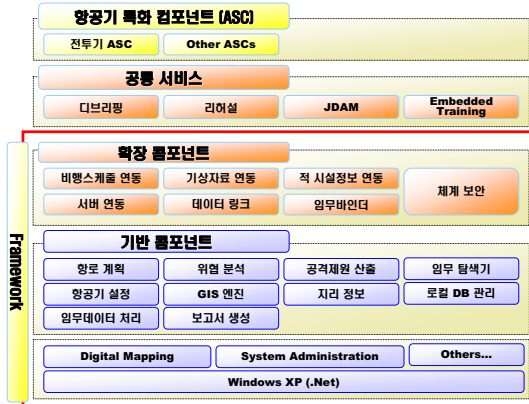 항공기 특화 컴포넌트 (ASC)
전투기 ASC
Other ASCs
공통 서비스
디브리핑
리허설
JDAM
Embedded
Training
확장 콤포넌트
비행스케줄 연동
기상자료 연동
적 시설정보 연동
체계 보안
서버 연동
데이터 링크
임무바인더
기반 콤포넌트
항로 계획
위협 분석
공격제원 산출
임무 탐색기
항공기 설정
GIS 엔진
지리 정보
로컬 DB 관리
임무데이터 처리
보고서 생성
Framework
Digital Mapping
System Administration
Others...
Windows XP (.Net)